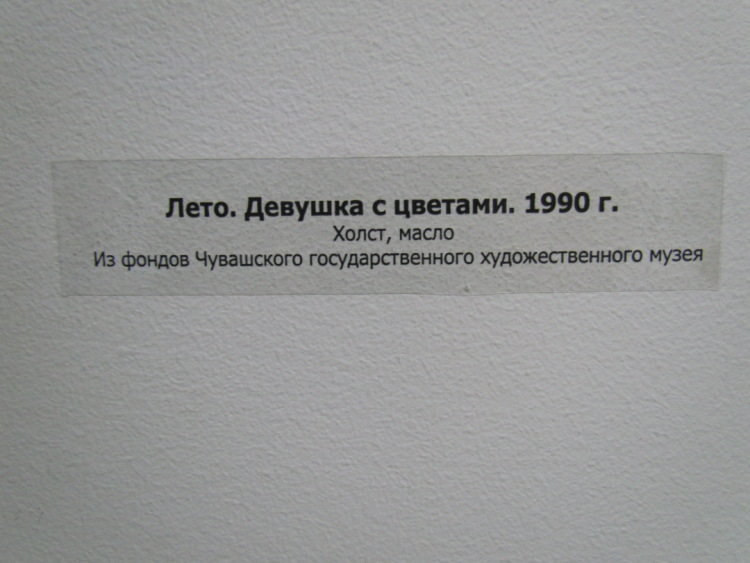 Лето. Девушка с цветами. 1990 г.
Холст, масло
Из фондов Чувашского государственного художественного музея